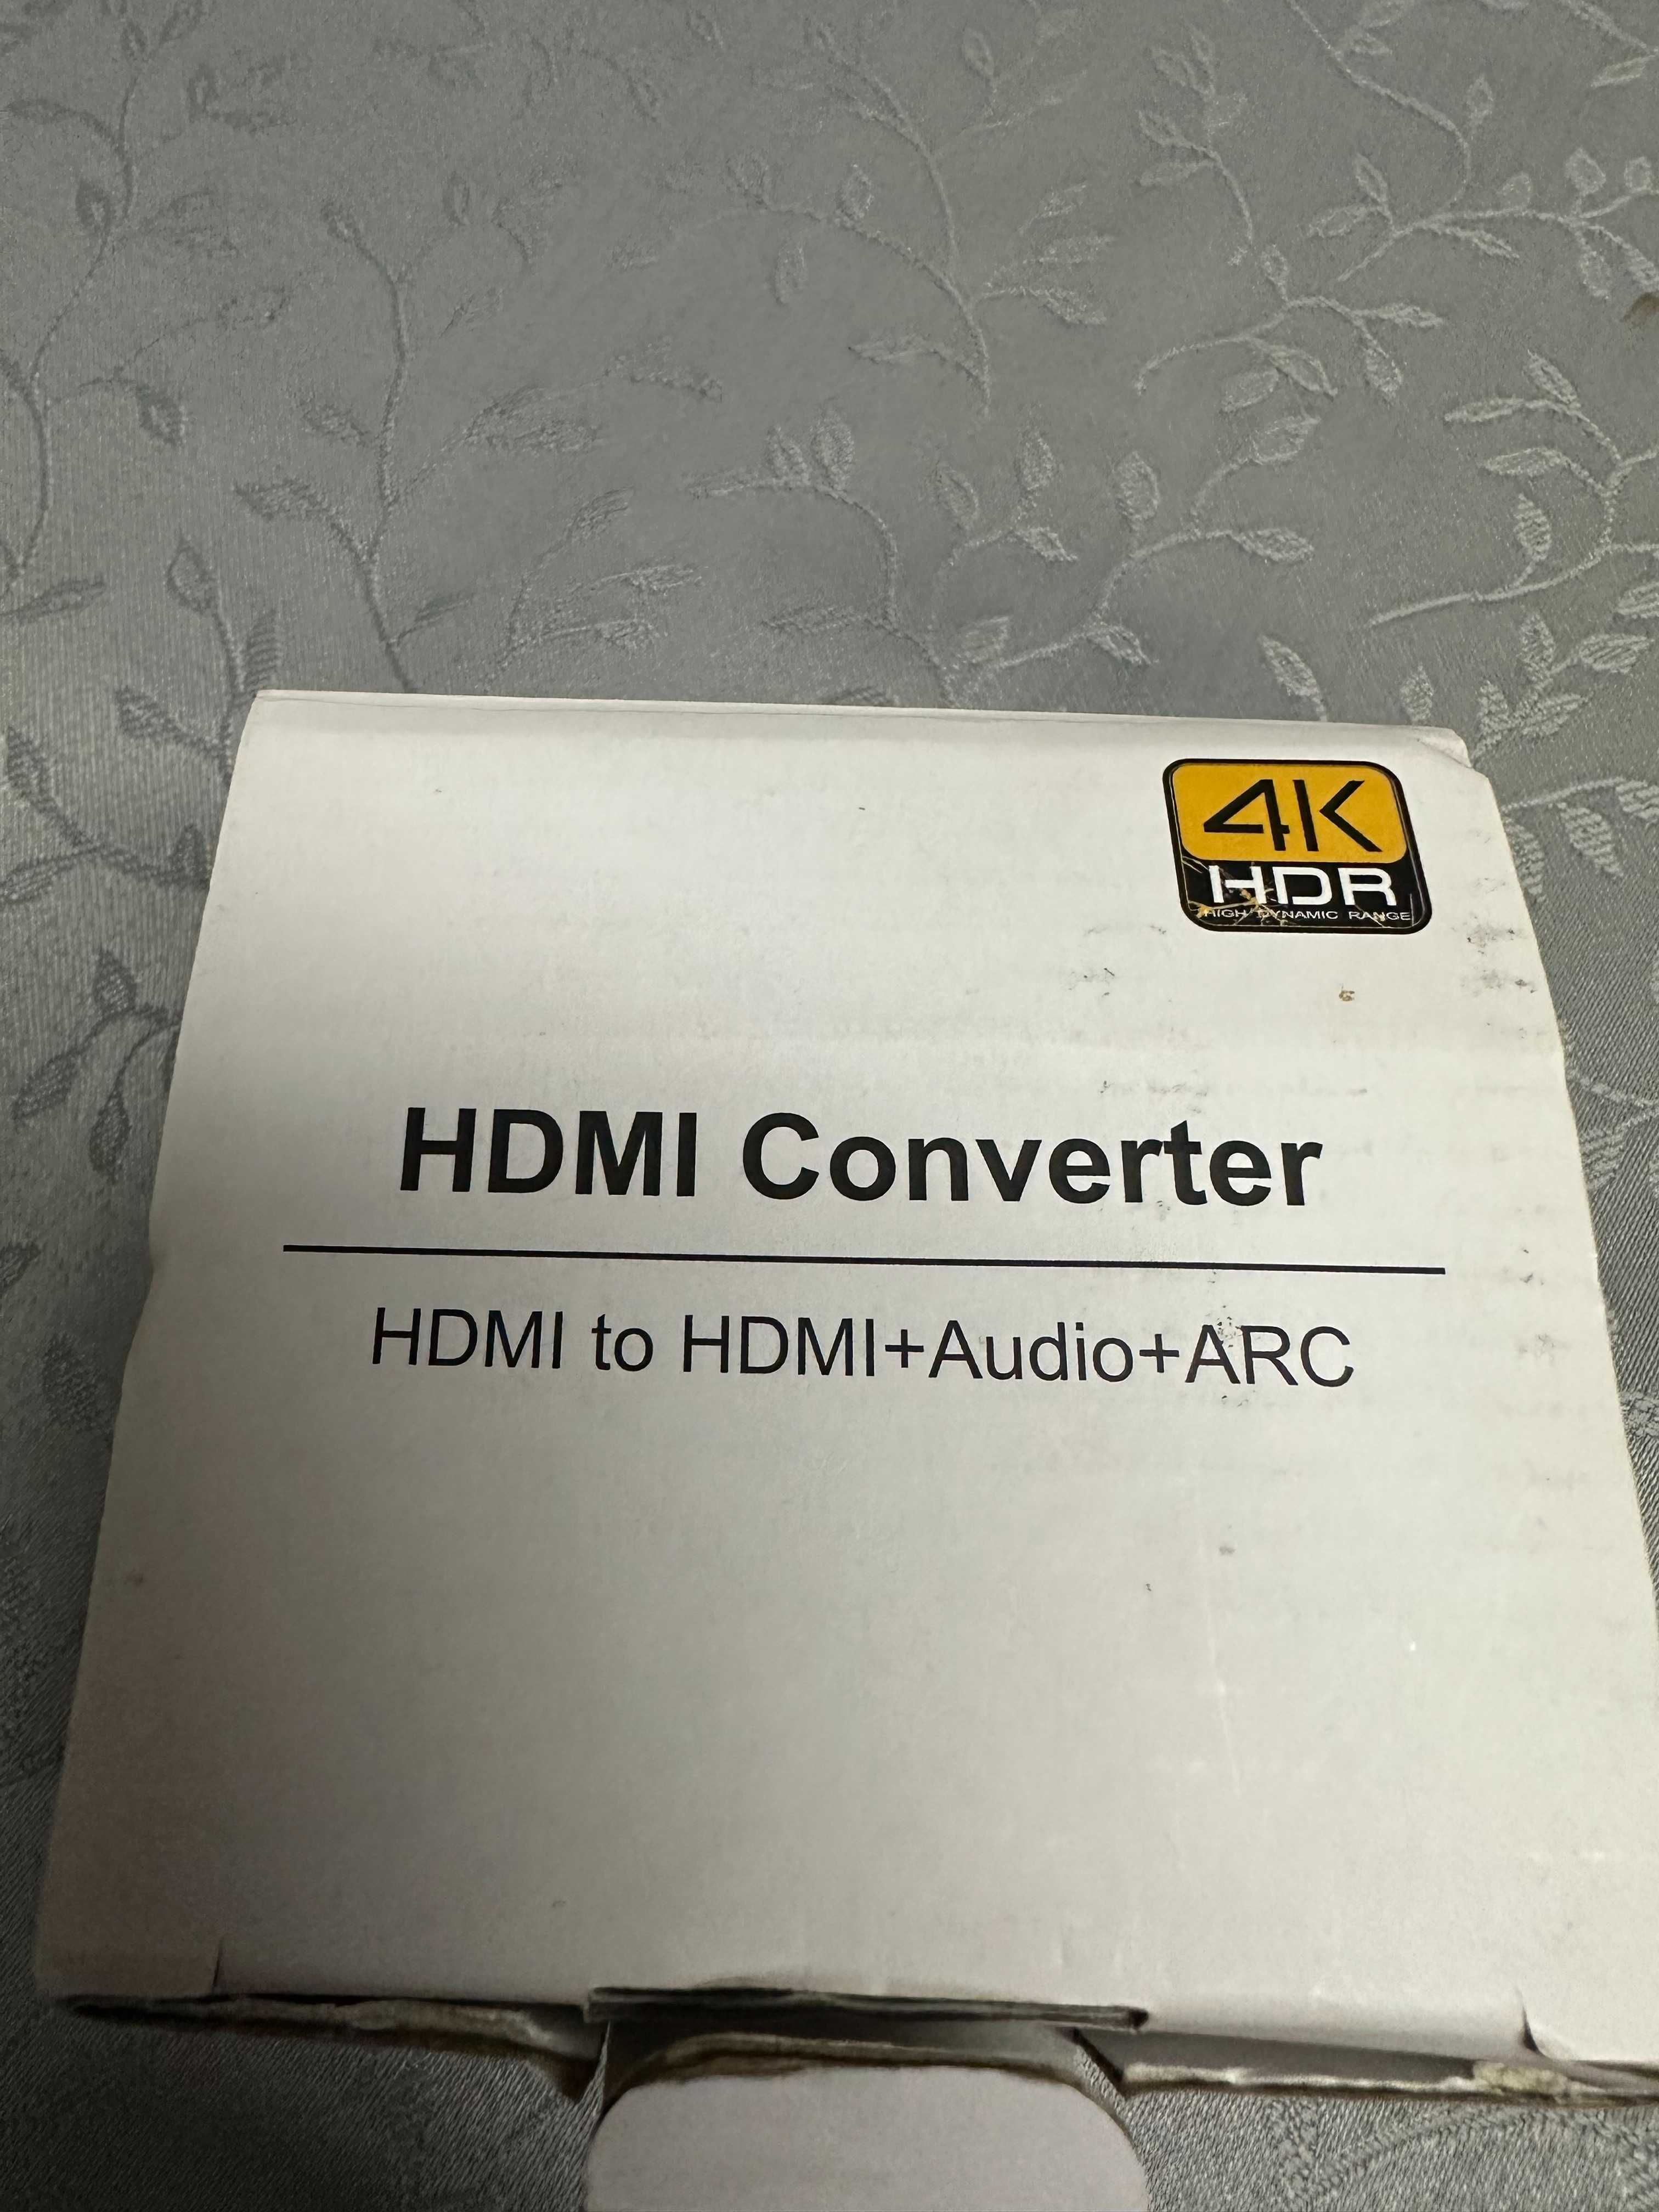 4K
HDR
HIGH DYNAMIC RANGE
HDMI Converter
HDMI to HDMI+Audio+ARC